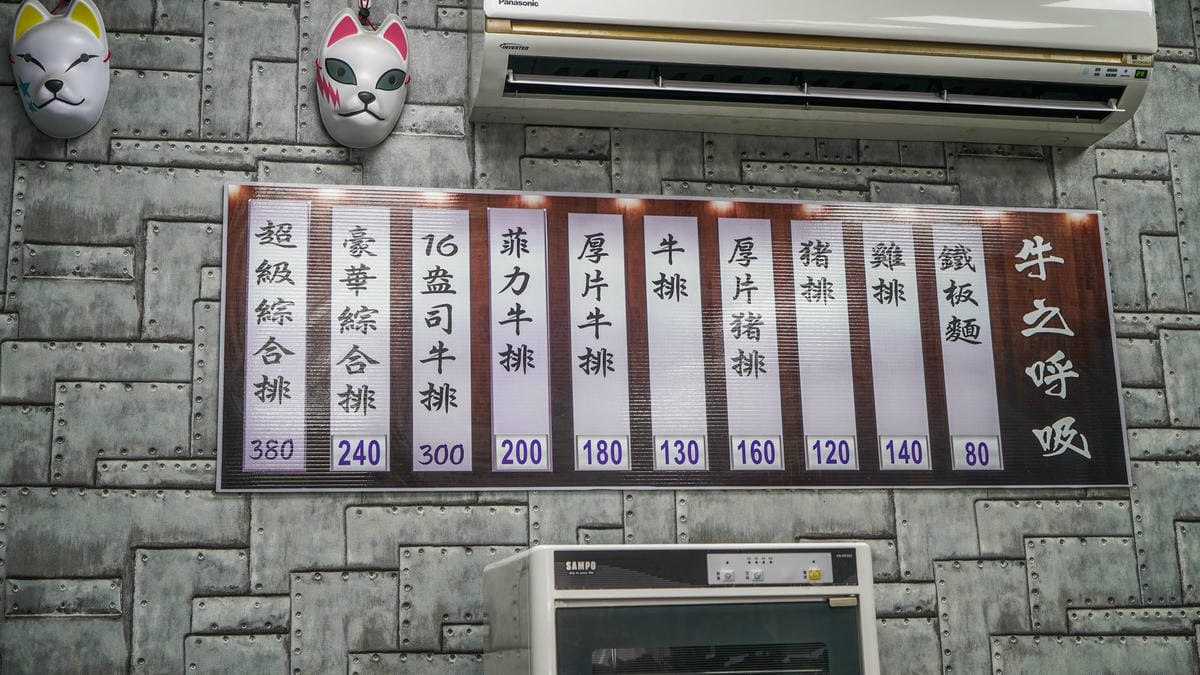 Panasonic
INVERTER
29
牛之呼吸
鐵板麵
80
雞排
140
豬排
120
厚片豬排
160
牛排
130
厚片牛排
180
菲力牛排
200
16盎司牛排
300
豪華綜合排
240
超級綜合排
380
SAMPO